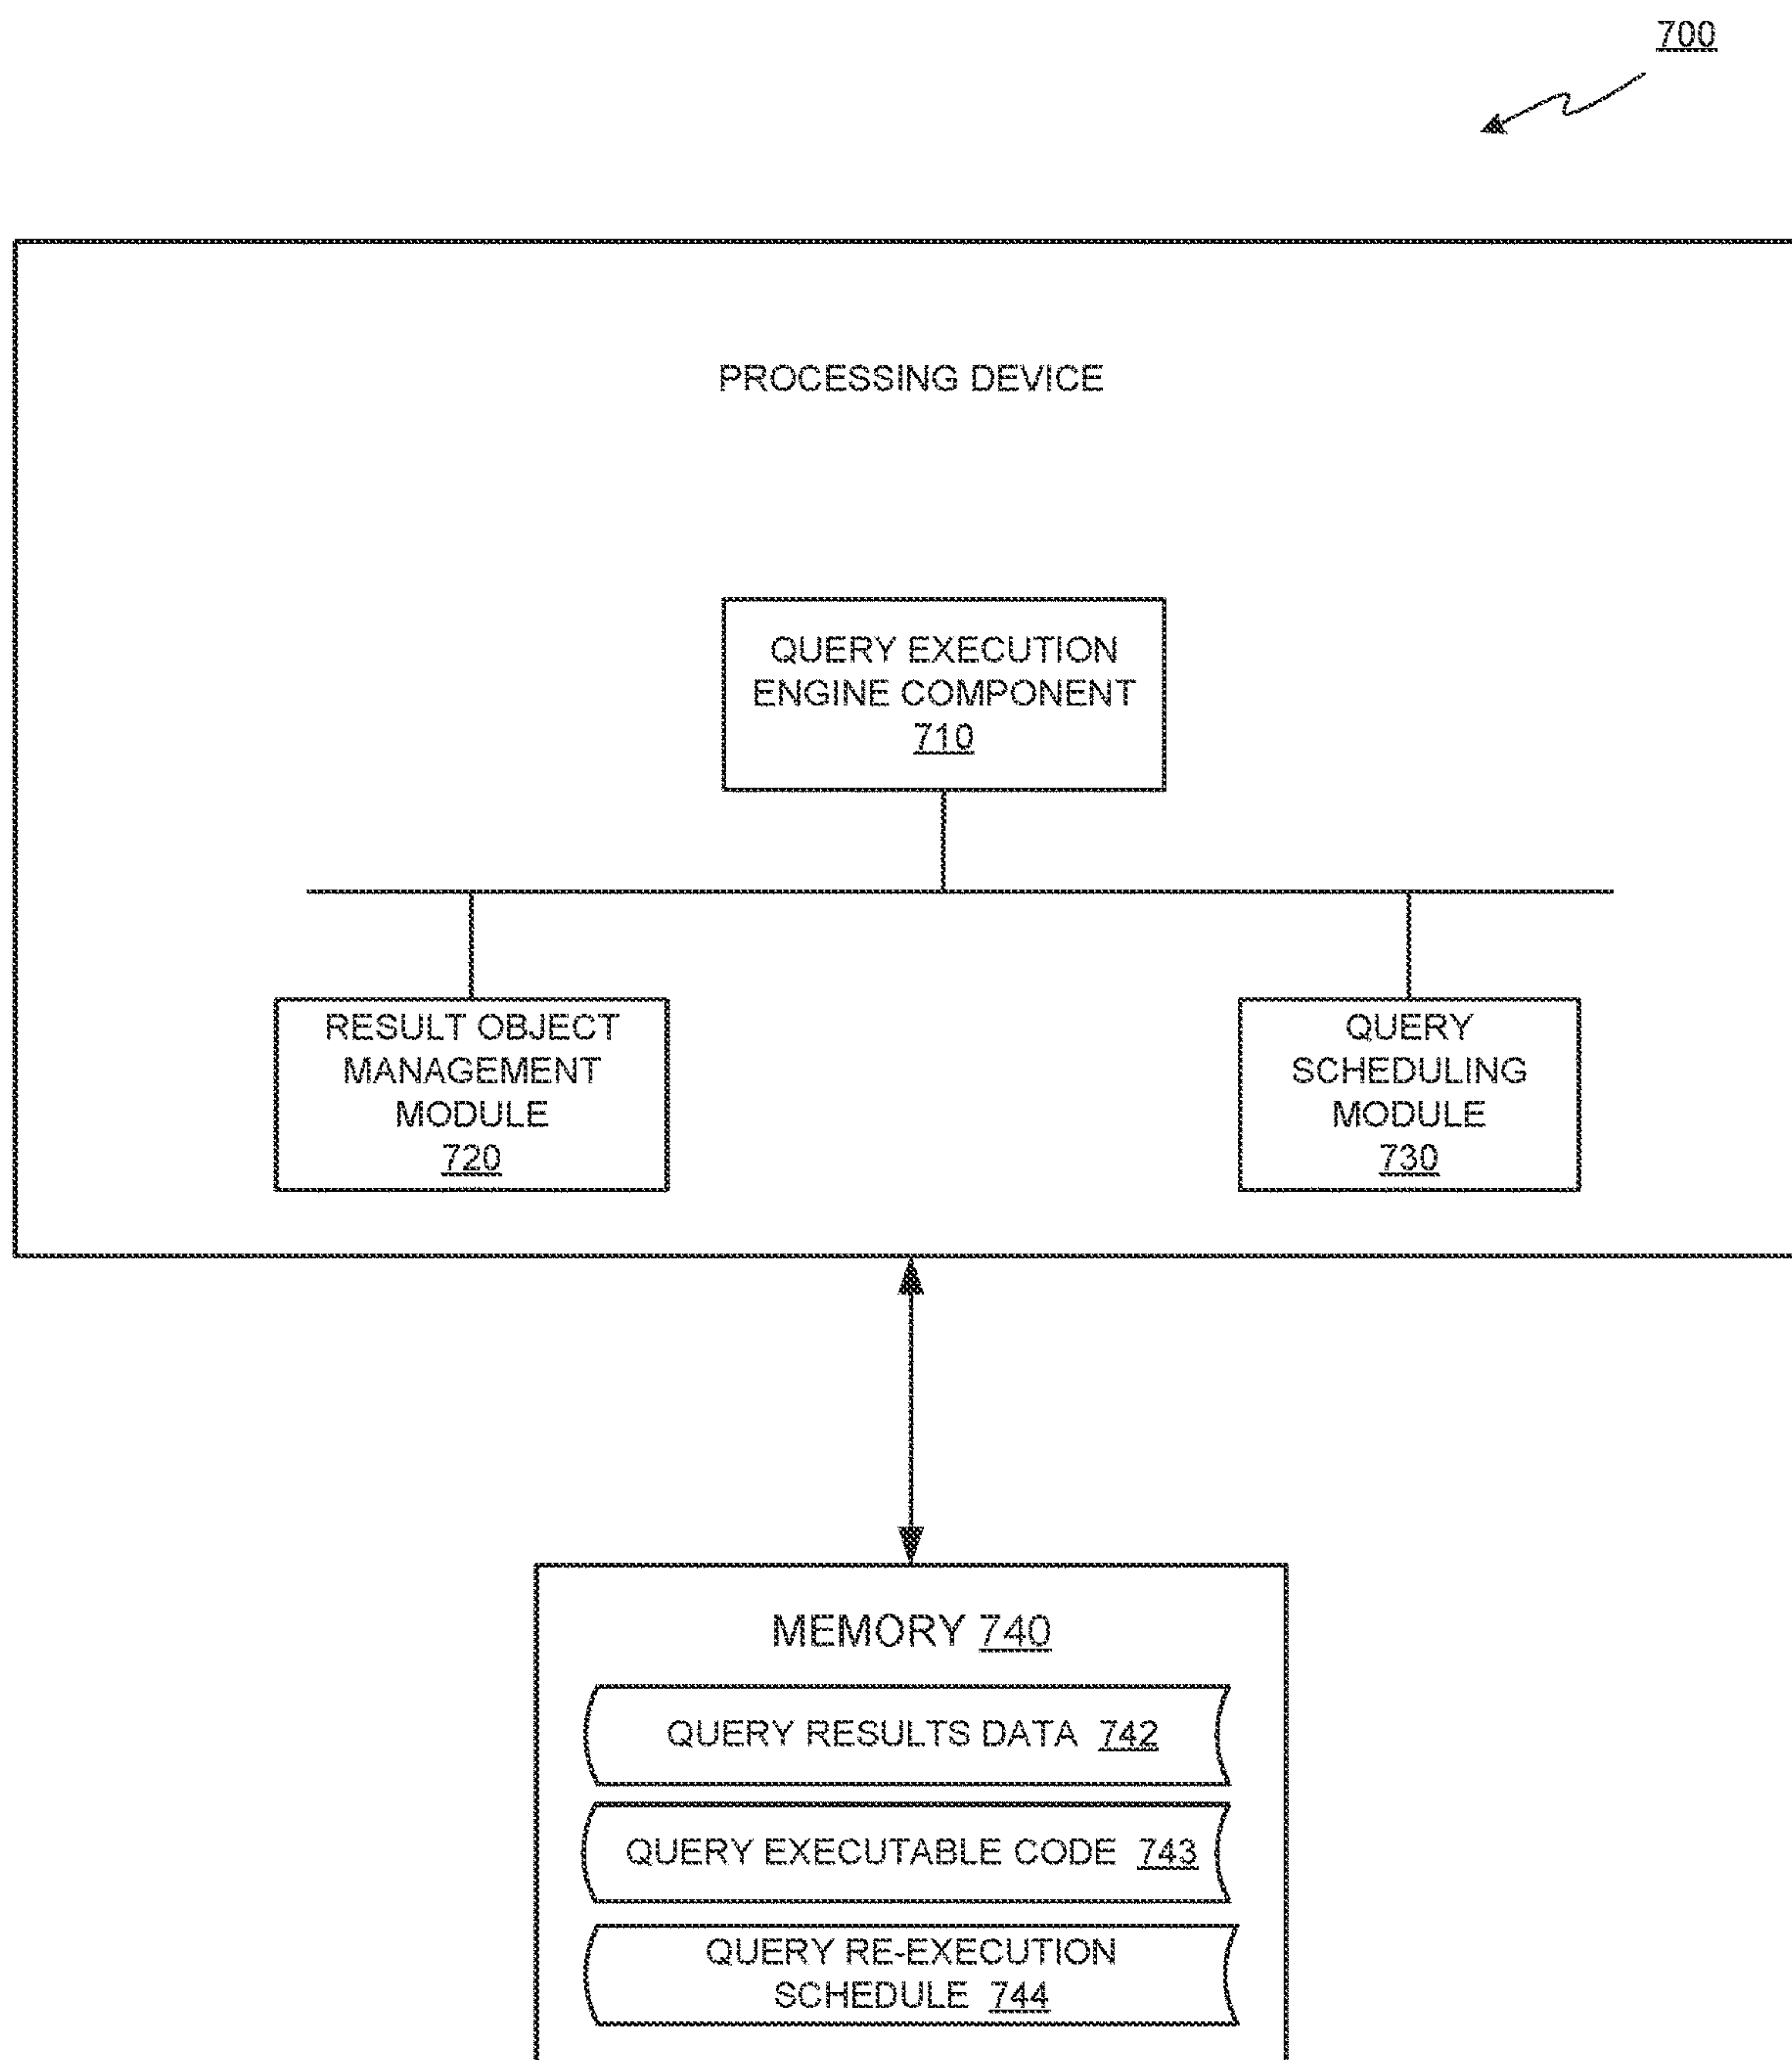 700
PROCESSING DEVICE
QUERY EXECUTION
ENGINE COMPONENT
710
RESULT OBJECT
MANAGEMENT
MODULE
720
QUERY
SCHEDULING
MODULE
730
MEMORY 740
QUERY RESULTS DATA 742
QUERY EXECUTABLE CODE 743
QUERY RE-EXECUTION
SCHEDULE 744